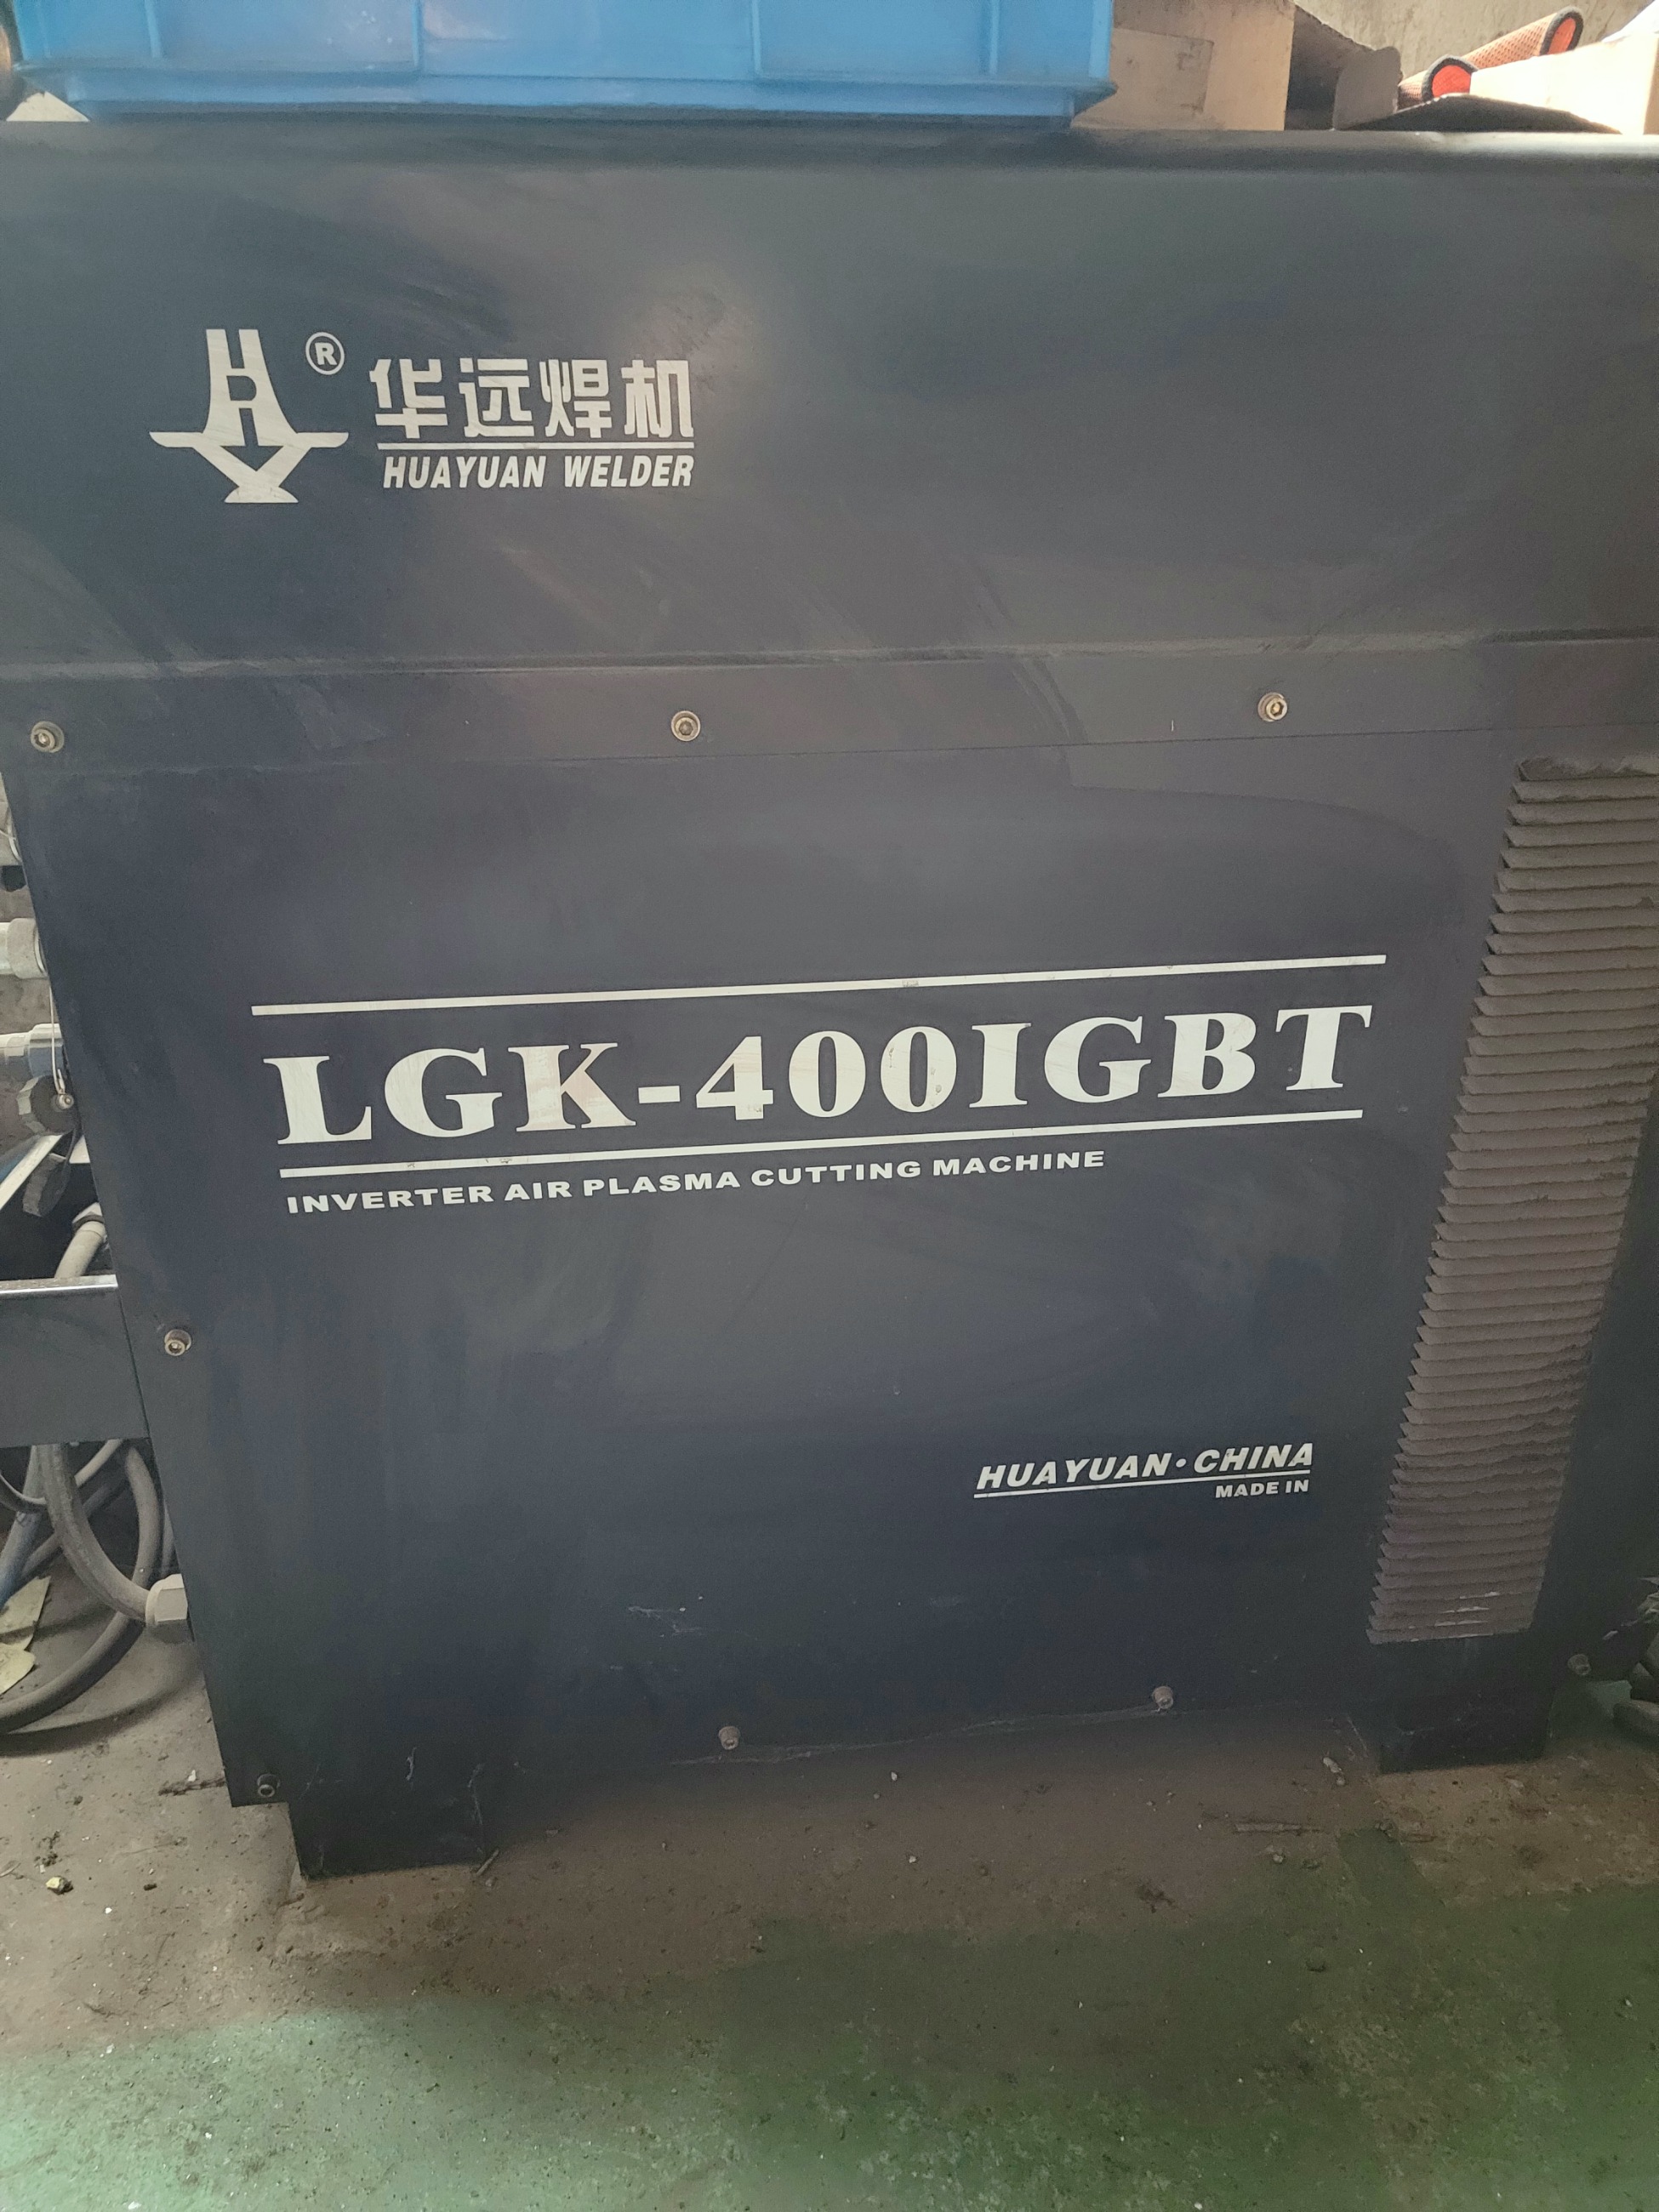 ®
华远焊机
HUAYUAN WELDER
LGK-400IGBT
INVERTER AIR PLASMA CUTTING MACHINE
HUAYUAN·CHINA
MADE IN